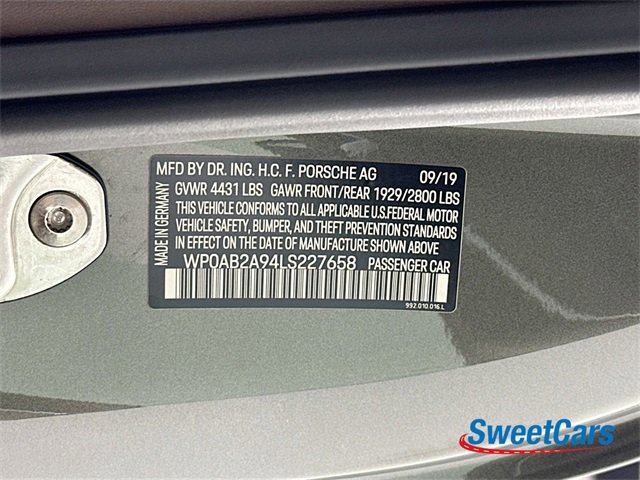 MADE IN GERMANY
MFD BY DR. ING. H.C. F. PORSCHE AG 09/19
GVWR 4431 LBS GAWR FRONT/REAR 1929/2800 LBS
THIS VEHICLE CONFORMS TO ALL APPLICABLE U.S.FEDERAL MOTOR
VEHICLE SAFETY, BUMPER, AND THEFT PREVENTION STANDARDS
IN EFFECT ON THE DATE OF MANUFACTURE SHOWN ABOVE.
WP0AB2A94LS227658 PASSENGER CAR
992.010.016 L
SweetCars